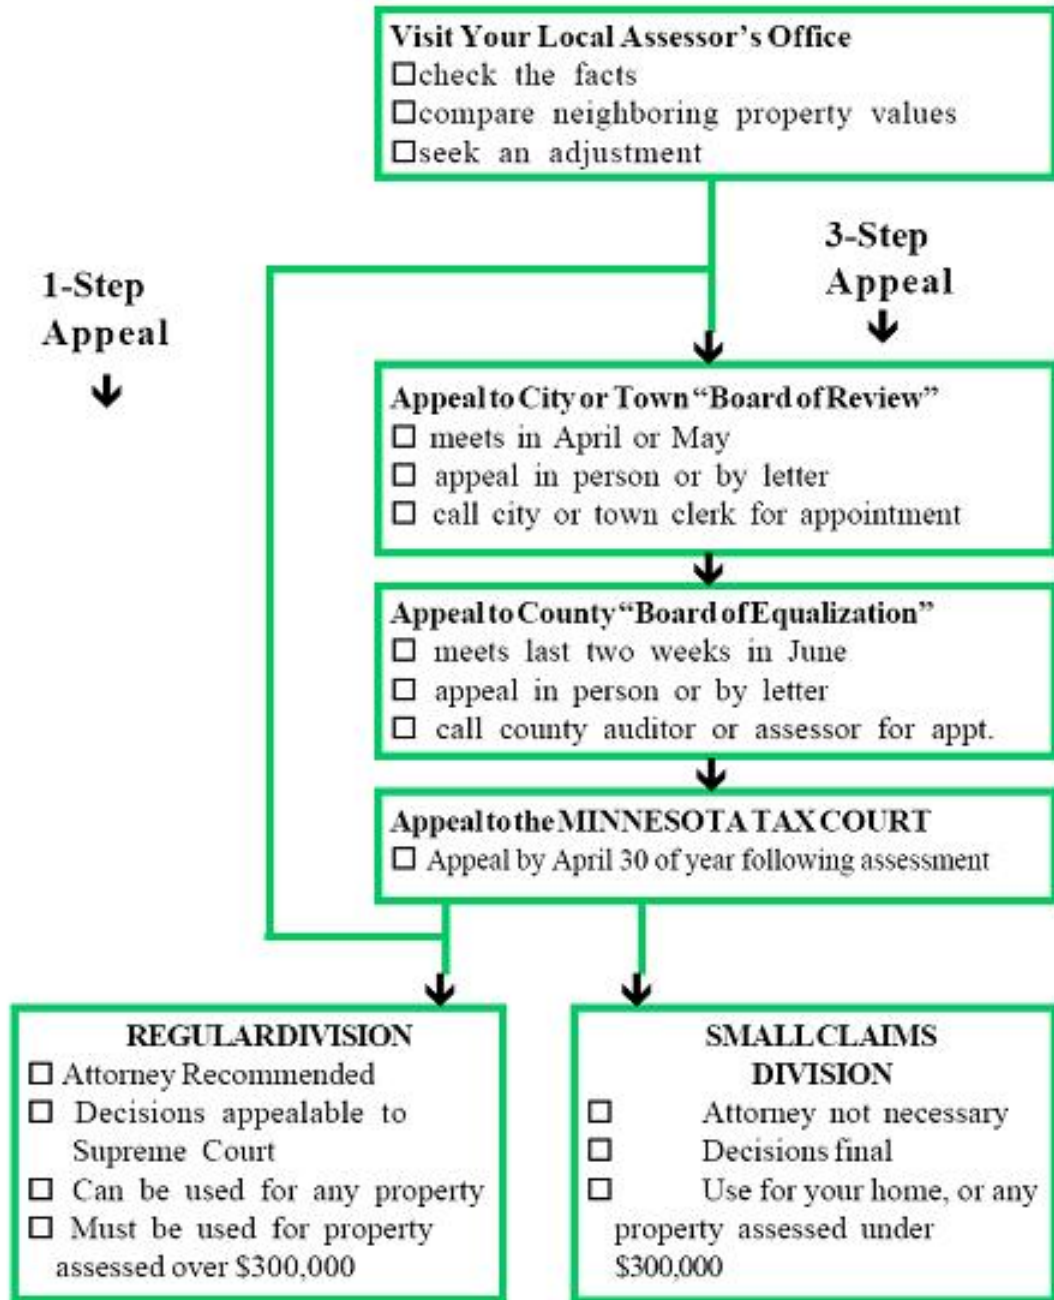 Visit Your Local Assessor's Office
☐check the facts
☐compare neighboring property values
☐seek an adjustment
1-Step
Appeal
3-Step
Appeal
Appeal to City or Town “Board of Review”
☐ meets in April or May
☐ appeal in person or by letter
☐ call city or town clerk for appointment
Appeal to County “Board of Equalization”
☐ meets last two weeks in June
☐ appeal in person or by letter
☐ call county auditor or assessor for appt.
Appeal to the MINNESOTA TAX COURT
☐ Appeal by April 30 of year following assessment
REGULAR DIVISION
☐ Attorney Recommended
☐ Decisions appealable to
Supreme Court
☐ Can be used for any property
☐ Must be used for property
assessed over $300,000
SMALL CLAIMS
DIVISION
☐ Attorney not necessary
☐ Decisions final
☐ Use for your home, or any
property assessed under
$300,000